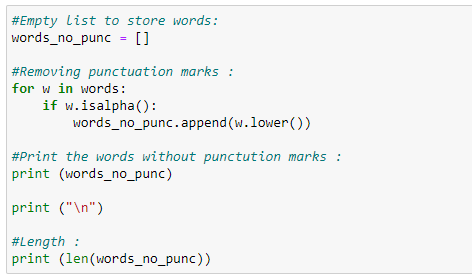 #Empty list to store words:
words_no_punc = []
#Removing punctuation marks :
for w in words:
    if w.isalpha():
        words_no_punc.append(w.lower())
#Print the words without punctution marks :
print (words_no_punc)
print ("\n")
#Length :
print (len(words_no_punc))